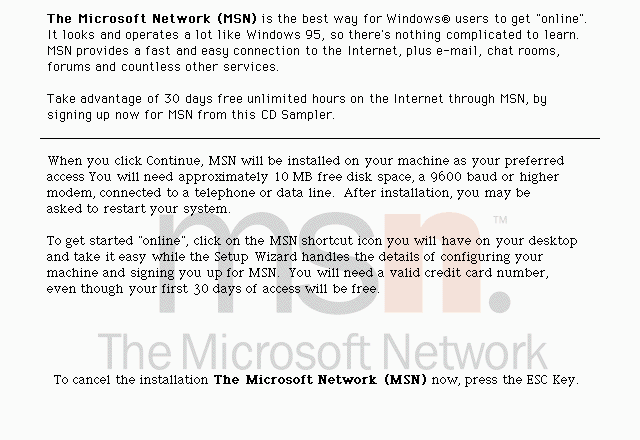 The Microsoft Network (MSN) is the best way for Windows® users to get "online".
It looks and operates a lot like Windows 95, so there's nothing complicated to learn.
MSN provides a fast and easy connection to the Internet, plus e-mail, chat rooms,
forums and countless other services.
Take advantage of 30 days free unlimited hours on the Internet through MSN, by
signing up now for MSN from this CD Sampler.
When you click Continue, MSN will be installed on your machine as your preferred
access You will need approximately 10 MB free disk space, a 9600 baud or higher
modem, connected to a telephone or data line. After installation, you may be
asked to restart your system.
To get started "online", click on the MSN shortcut icon you will have on your desktop
and take it easy while the Setup Wizard handles the details of configuring your
machine and signing you up for MSN. You will need a valid credit card number,
even though your first 30 days of access will be free.
msn.™
The Microsoft Network
To cancel the installation The Microsoft Network (MSN) now, press the ESC Key.